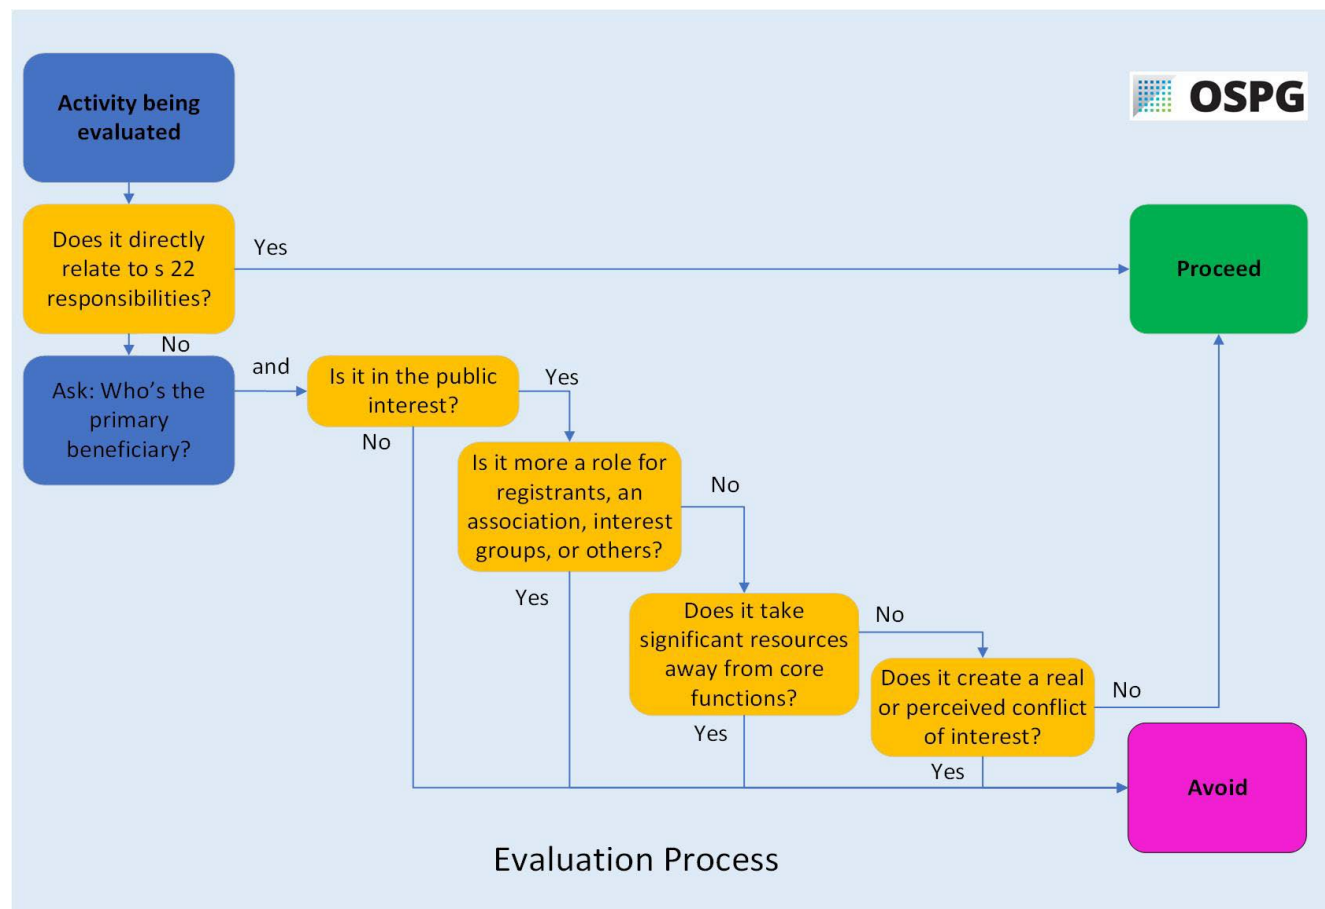 Activity being
evaluated
OSPG
Does it directly
relate to s 22
responsibilities?
Yes
Proceed
No
Ask: Who's the
primary
beneficiary?
and
Is it in the public
interest?
Yes
No
Is it more a role for
registrants, an
association, interest
groups, or others?
No
Yes
Does it take
significant resources
away from core
functions?
No
Yes
Does it create a real
or perceived conflict
of interest?
No
Yes
Avoid
Evaluation Process